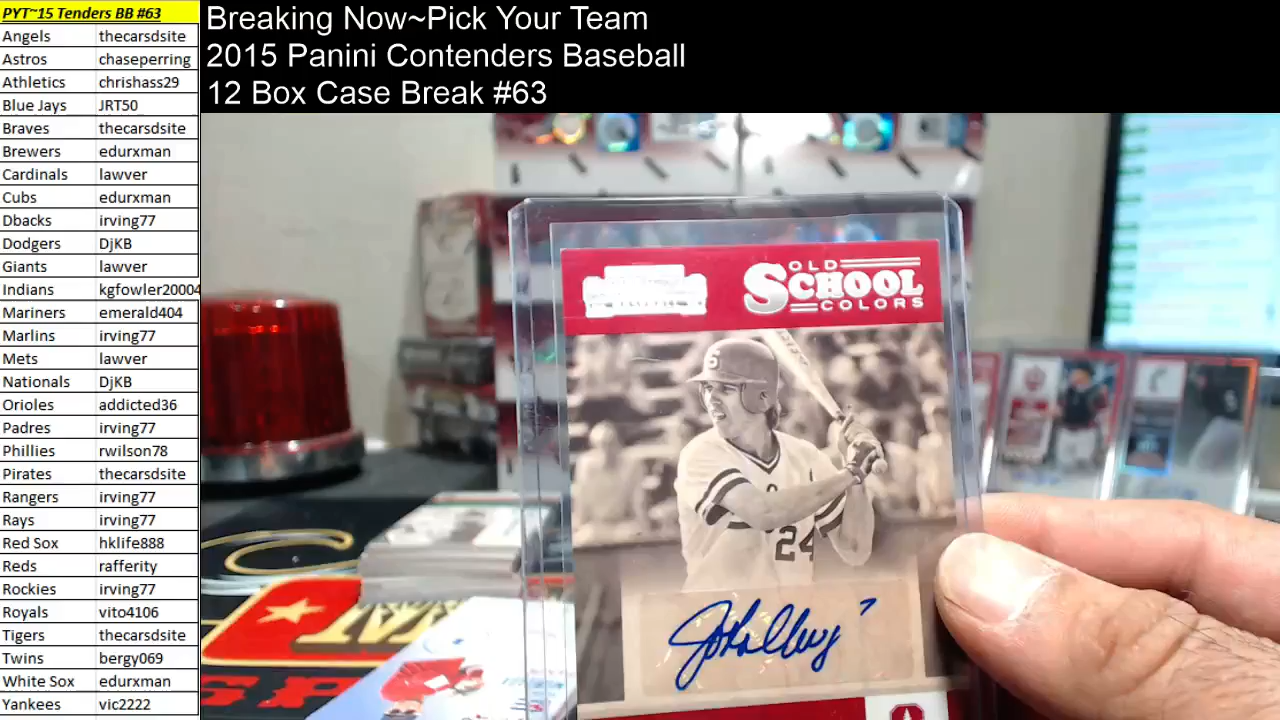 PYT~15 Tenders BB #63
Angels thecarsdsite
Astros chaseperring
Athletics chrishass29
Blue Jays JRT50
Braves thecarsdsite
Brewers edurxman
Cardinals lawver
Cubs edurxman
Dbacks irving77
Dodgers DjKB
Giants lawver
Indians kgfowler20004
Mariners emerald404
Marlins irving77
Mets lawver
Nationals DjKB
Orioles addicted36
Padres irving77
Phillies rwilson78
Pirates thecarsdsite
Rangers irving77
Rays irving77
Red Sox hklife888
Reds rafferity
Rockies irving77
Royals vito4106
Tigers thecarsdsite
Twins bergy069
White Sox edurxman
Yankees vic2222
Breaking Now~Pick Your Team
2015 Panini Contenders Baseball
12 Box Case Break #63
OLD
SCHOOL
COLORS
S
24